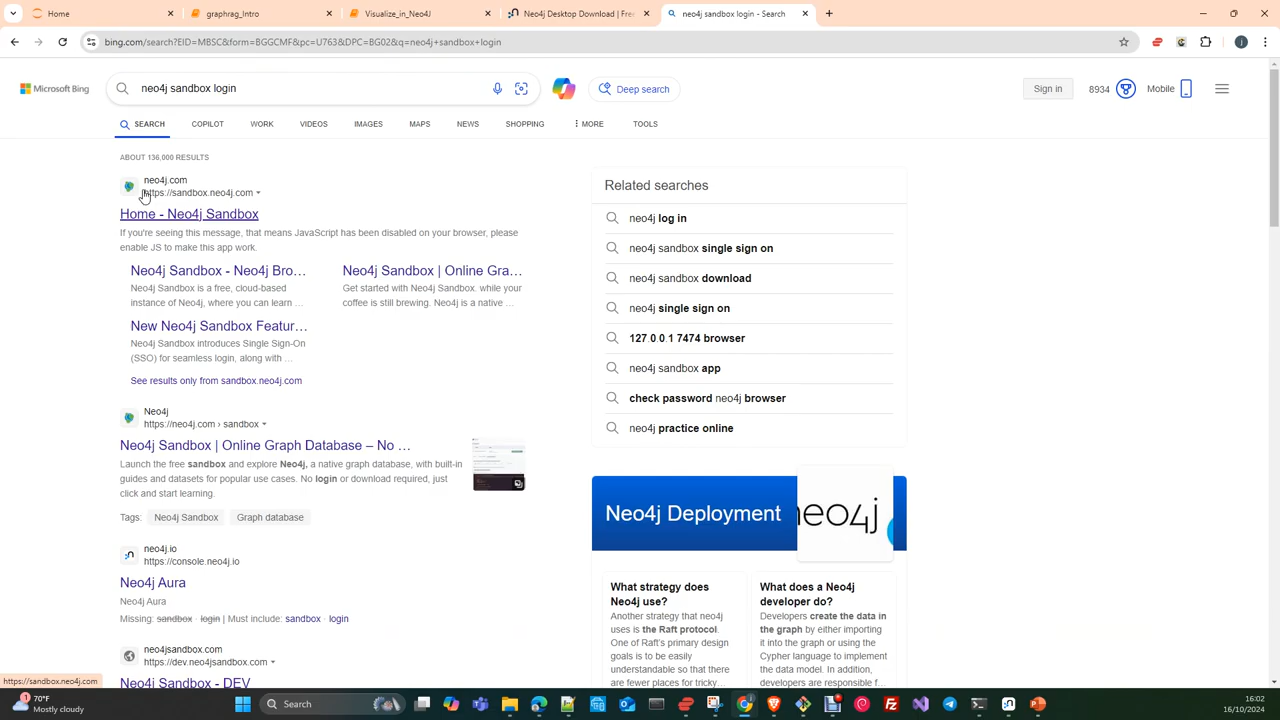 Home
graphrag_Intro
Visualize_in_Neo4J
Neo4j Desktop Download | Free
neo4j sandbox login - Search
bing.com/search?EID=MBSC&form=BGGCMF&pc=U763&DPC=BG02&q=neo4j+sandbox+login
Microsoft Bing
neo4j sandbox login
Deep search
Sign in
8934
Mobile
SEARCH
COPILOT
WORK
VIDEOS
IMAGES
MAPS
NEWS
SHOPPING
MORE
TOOLS
ABOUT 136,000 RESULTS
neo4j.com
https://sandbox.neo4j.com
Home - Neo4j Sandbox
If you're seeing this message, that means JavaScript has been disabled on your browser, please
enable JS to make this app work.
Neo4j Sandbox - Neo4j Bro…
Neo4j Sandbox is a free, cloud-based
instance of Neo4j, where you can learn …
Neo4j Sandbox | Online Gra…
Get started with Neo4j Sandbox. while your
coffee is still brewing. Neo4j is a native …
New Neo4j Sandbox Featur…
Neo4j Sandbox introduces Single Sign-On
(SSO) for seamless login, along with …
See results only from sandbox.neo4j.com
Neo4j
https://neo4j.com › sandbox
Neo4j Sandbox | Online Graph Database – No …
Launch the free sandbox and explore Neo4j, a native graph database, with built-in
guides and datasets for popular use cases. No login or download required, just
click and start learning.
Tags: Neo4j Sandbox Graph database
neo4j.io
https://console.neo4j.io
Neo4j Aura
Neo4j Aura
Missing: sandbox · login | Must include: sandbox · login
neo4jsandbox.com
https://dev.neo4jsandbox.com
Neo4j Sandbox - DEV
Related searches
neo4j log in
neo4j sandbox single sign on
neo4j sandbox download
neo4j single sign on
127.0.0.1 7474 browser
neo4j sandbox app
check password neo4j browser
neo4j practice online
Neo4j Deployment
neo4j
What strategy does
Neo4j use?
Another strategy that neo4j
uses is the Raft protocol.
One of Raft's primary design
goals is to be easily
understandable so that there
are fewer places for tricky…
What does a Neo4j
developer do?
Developers create the data in
the graph by either importing
it into the graph or using the
Cypher language to implement
the data model. In addition,
developers are responsible f…
https://sandbox.neo4j.com
70°F
Mostly cloudy
Search
16:02
16/10/2024